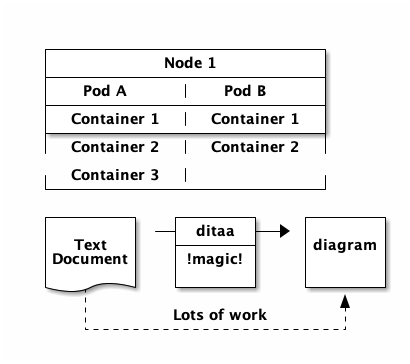 Node 1
Pod A | Pod B
Container 1 | Container 1
Container 2 Container 2
Container 3
Text
Document
ditaa
!magic!
diagram
Lots of work